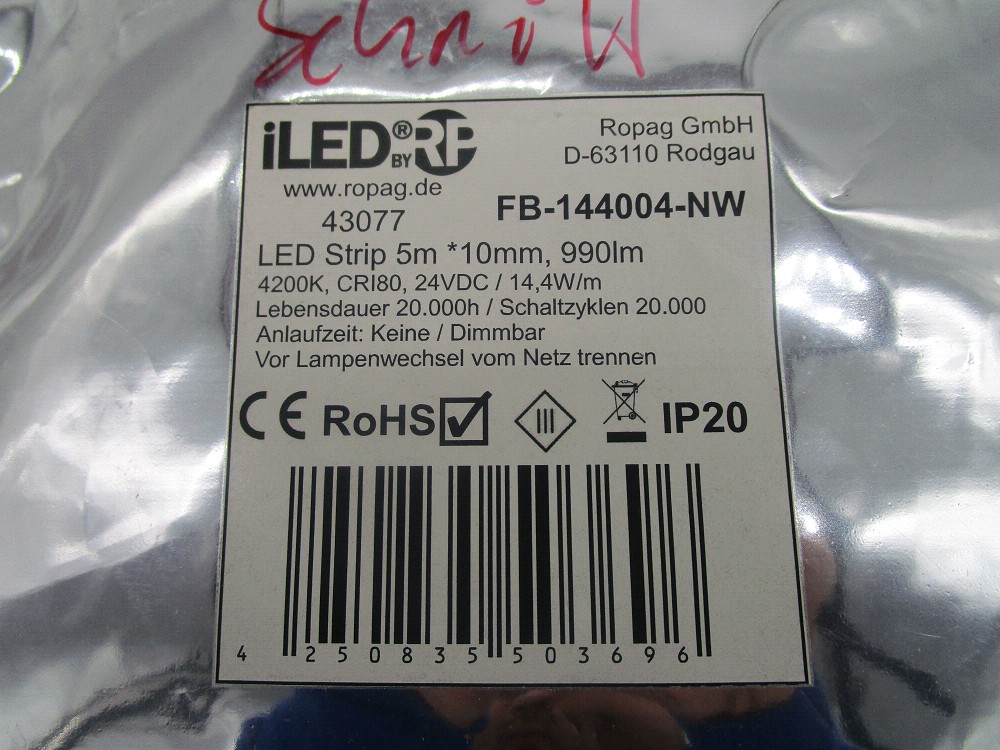 Schmidt
iLED® BY RP
Ropag GmbH
D-63110 Rodgau
www.ropag.de
43077
FB-144004-NW
LED Strip 5m *10mm, 990lm
4200K, CRI80, 24VDC / 14,4W/m
Lebensdauer 20.000h / Schaltzyklen 20.000
Anlaufzeit: Keine / Dimmbar
Vor Lampenwechsel vom Netz trennen
CE RoHS III IP20
4 250835 503696